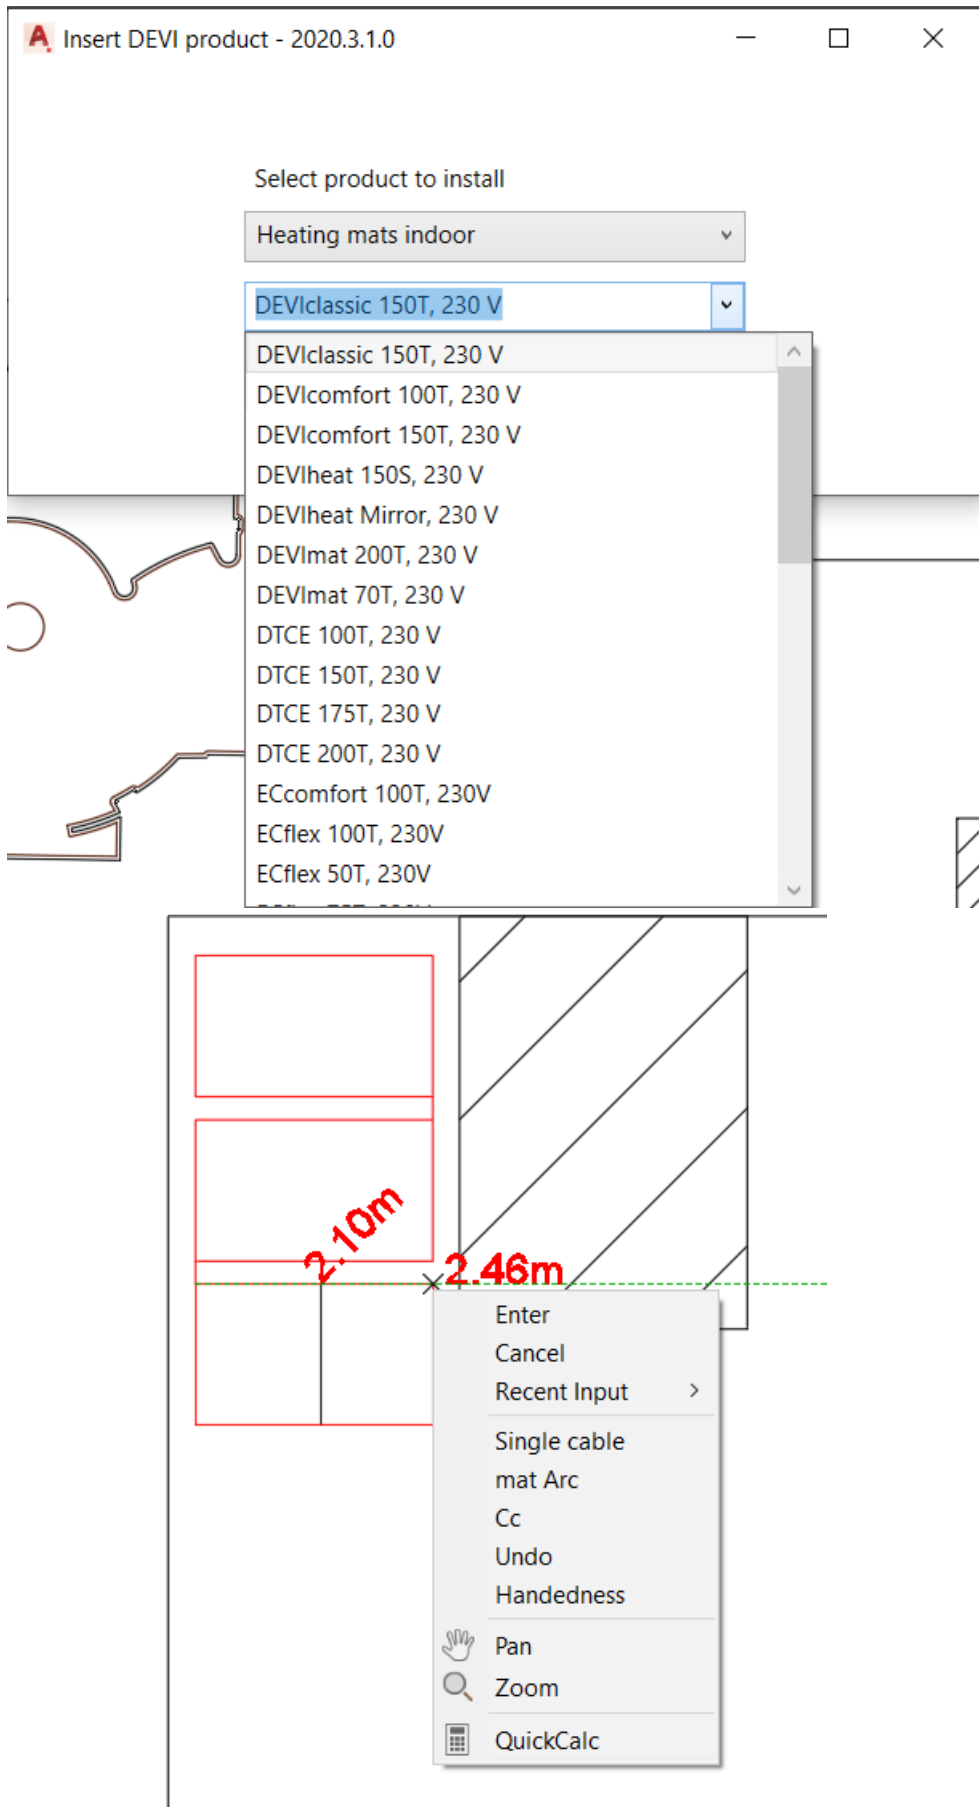 Insert DEVI product - 2020.3.1.0
Select product to install
Heating mats indoor
DEVIclassic 150T, 230 V
DEVIclassic 150T, 230 V
DEVIcomfort 100T, 230 V
DEVIcomfort 150T, 230 V
DEVIheat 150S, 230 V
DEVIheat Mirror, 230 V
DEVImat 200T, 230 V
DEVImat 70T, 230 V
DTCE 100T, 230 V
DTCE 150T, 230 V
DTCE 175T, 230 V
DTCE 200T, 230 V
ECcomfort 100T, 230V
ECflex 100T, 230V
ECflex 50T, 230V
2.10m
2.46m
Enter
Cancel
Recent Input
Single cable
mat Arc
Cc
Undo
Handedness
Pan
Zoom
QuickCalc